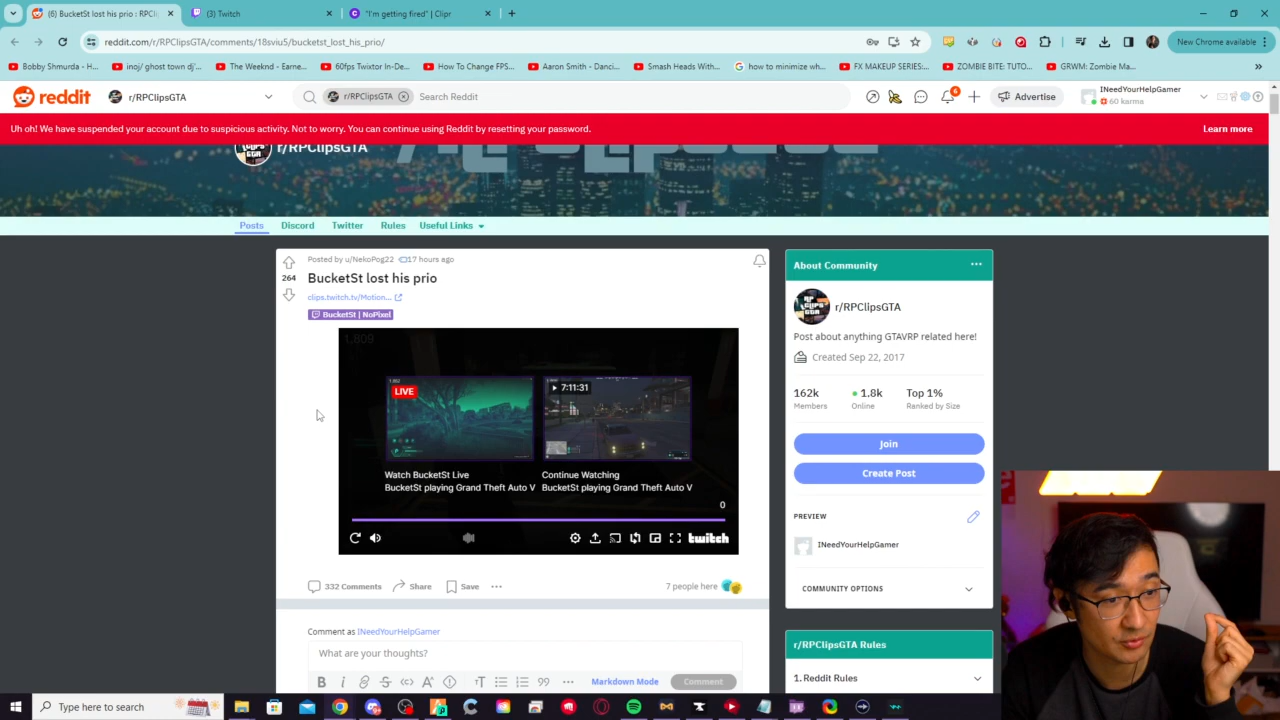 (6) BucketSt lost his prio : RPCli
(3) Twitch
"I'm getting fired" | Clipr
reddit.com/r/RPClipsGTA/comments/18sviu5/bucketst_lost_his_prio/
New Chrome available
Bobby Shmurda - H...
inoj/ ghost town dj'...
The Weeknd - Earne...
60fps Twixtor In-De...
How To Change FPS...
Aaron Smith - Danci...
Smash Heads With...
how to minimize wh...
FX MAKEUP SERIES:...
ZOMBIE BITE: TUTO...
GRWM: Zombie Ma...
reddit
r/RPClipsGTA
r/RPClipsGTA
Search Reddit
6
Advertise
INeedYourHelpGamer
60 karma
Uh oh! We have suspended your account due to suspicious activity. Not to worry. You can continue using Reddit by resetting your password.
Learn more
r/RPClipsGTA
Posts
Discord
Twitter
Rules
Useful Links
Posted by u/NekoPog22
17 hours ago
264
BucketSt lost his prio
clips.twitch.tv/Motion...
BucketSt | NoPixel
1,809
LIVE
7:11:31
Watch BucketSt Live
BucketSt playing Grand Theft Auto V
Continue Watching
BucketSt playing Grand Theft Auto V
0
twitch
332 Comments
Share
Save
7 people here
Comment as INeedYourHelpGamer
What are your thoughts?
Markdown Mode
Comment
About Community
r/RPClipsGTA
Post about anything GTAVRP related here!
Created Sep 22, 2017
162k
Members
1.8k
Online
Top 1%
Ranked by Size
Join
Create Post
PREVIEW
INeedYourHelpGamer
COMMUNITY OPTIONS
r/RPClipsGTA Rules
1. Reddit Rules
Type here to search